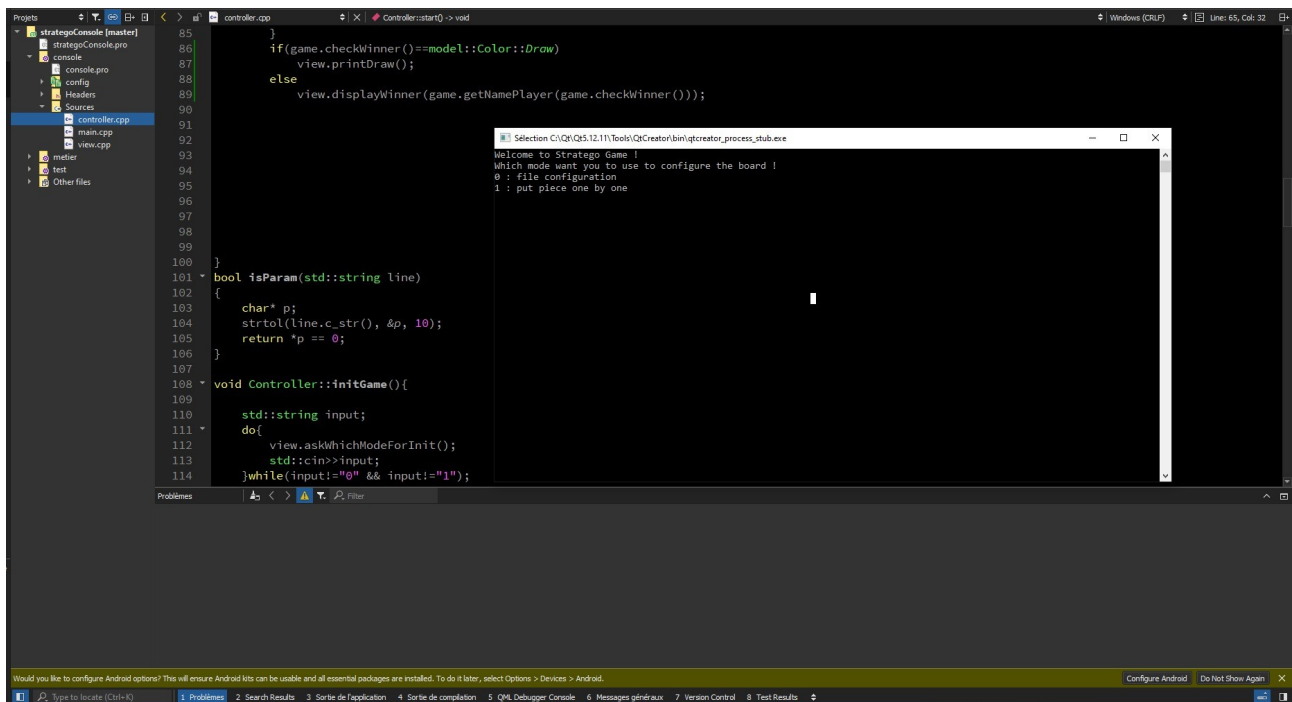 Projets controller.cpp Controller::start() -> void Windows (CRLF) Line: 65, Col: 32
strategoConsole [master]
strategoConsole.pro
console
console.pro
config
Headers
Sources
controller.cpp
main.cpp
view.cpp
metier
test
Other files
85 }
86 if(game.checkWinner()==model::Color::Draw)
87 view.printDraw();
88 else
89 view.displayWinner(game.getNamePlayer(game.checkWinner()));
90
91
92
93
94
95
96
97
98
99
100 }
101 bool isParam(std::string line)
102 {
103 char* p;
104 strtol(line.c_str(), &p, 10);
105 return *p == 0;
106 }
107
108 void Controller::initGame(){
109
110 std::string input;
111 do{
112 view.askWhichModeForInit();
113 std::cin>>input;
114 }while(input!="0" && input!="1");
Sélection C:\Qt\Qt5.12.11\Tools\QtCreator\bin\qtcreator_process_stub.exe
Welcome to Stratego Game !
Which mode want you to use to configure the board !
0 : file configuration
1 : put piece one by one
Problèmes Filter
Would you like to configure Android options? This will ensure Android kits can be usable and all essential packages are installed. To do it later, select Options > Devices > Android. Configure Android Do Not Show Again
Type to locate (Ctrl+K) 1 Problèmes 2 Search Results 3 Sortie de l'application 4 Sortie de compilation 5 QML Debugger Console 6 Messages généraux 7 Version Control 8 Test Results